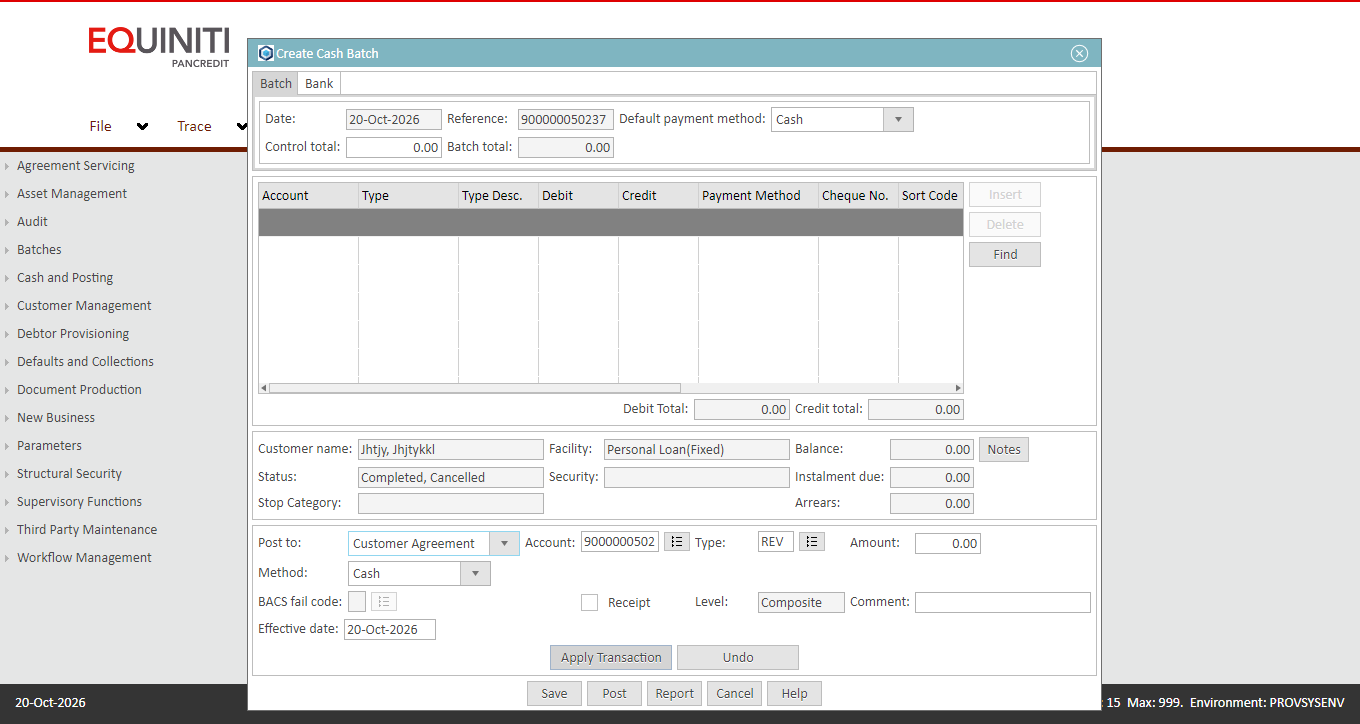 EQUINITI
PANCREDIT
File
Trace
Agreement Servicing
Asset Management
Audit
Batches
Cash and Posting
Customer Management
Debtor Provisioning
Defaults and Collections
Document Production
New Business
Parameters
Structural Security
Supervisory Functions
Third Party Maintenance
Workflow Management
Create Cash Batch
Batch Bank
Date: 20-Oct-2026 Reference: 900000050237 Default payment method: Cash
Control total: 0.00 Batch total: 0.00
Account Type Type Desc. Debit Credit Payment Method Cheque No. Sort Code
Insert
Delete
Find
Debit Total: 0.00 Credit total: 0.00
Customer name: Jhtjy, Jhjtykkl Facility: Personal Loan(Fixed) Balance: 0.00 Notes
Status: Completed, Cancelled Security: Instalment due: 0.00
Stop Category: Arrears: 0.00
Post to: Customer Agreement Account: 9000000502 Type: REV Amount: 0.00
Method: Cash
BACS fail code: Receipt Level: Composite Comment:
Effective date: 20-Oct-2026
Apply Transaction Undo
Save Post Report Cancel Help
20-Oct-2026
: 15 Max: 999. Environment: PROVSYSENV